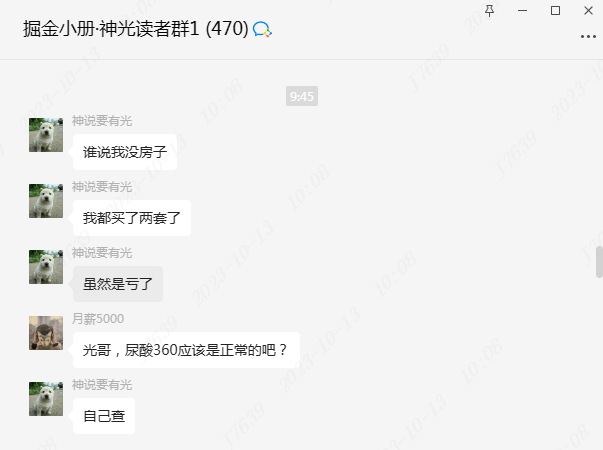 掘金小册·神光读者群1 (470)
9:45
神说要有光
谁说我没房子
神说要有光
我都买了两套了
神说要有光
虽然是亏了
月薪5000
光哥，尿酸360应该是正常的吧？
神说要有光
自己查